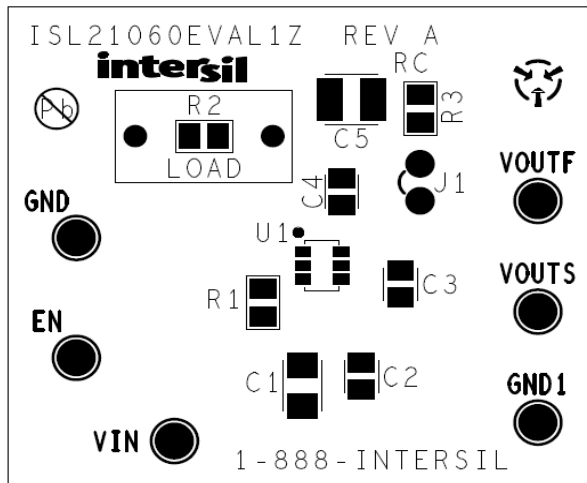 ISL21060EVAL1Z REV A
intersil
RC
Pb
R2
R3
C5
LOAD
VOUTF
C4
J1
GND
U1
VOUTS
C3
R1
EN
C1
C2
GND1
VIN
1-888-INTERSIL